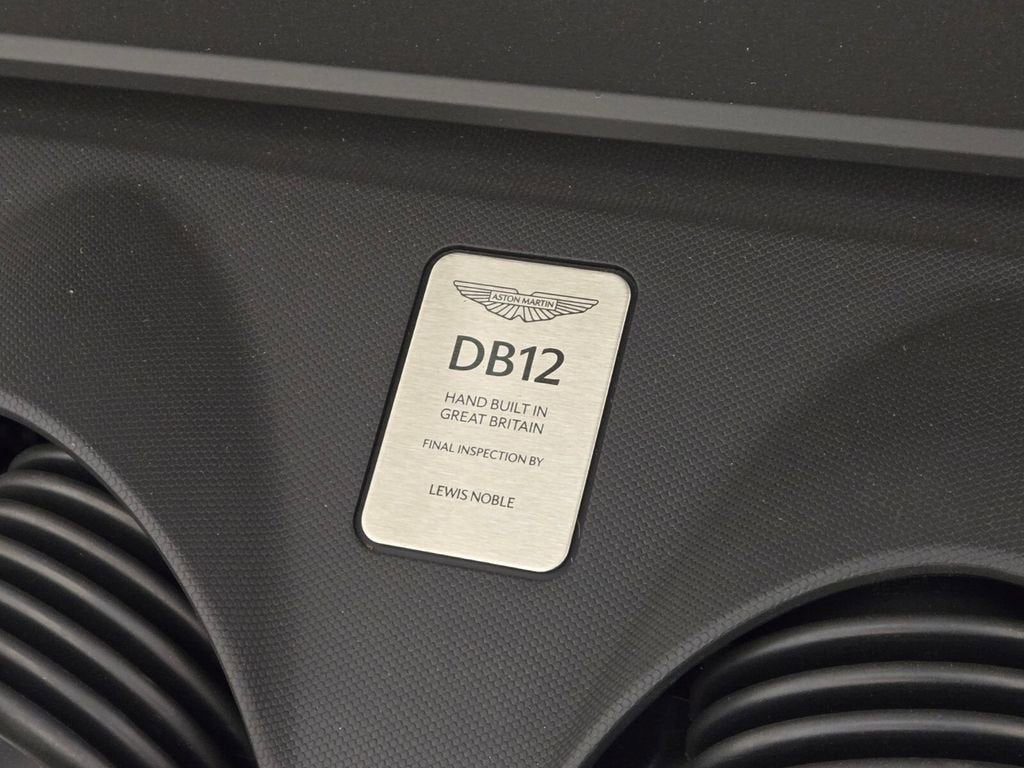 ASTON MARTIN
DB12
HAND BUILT IN
GREAT BRITAIN
FINAL INSPECTION BY
LEWIS NOBLE